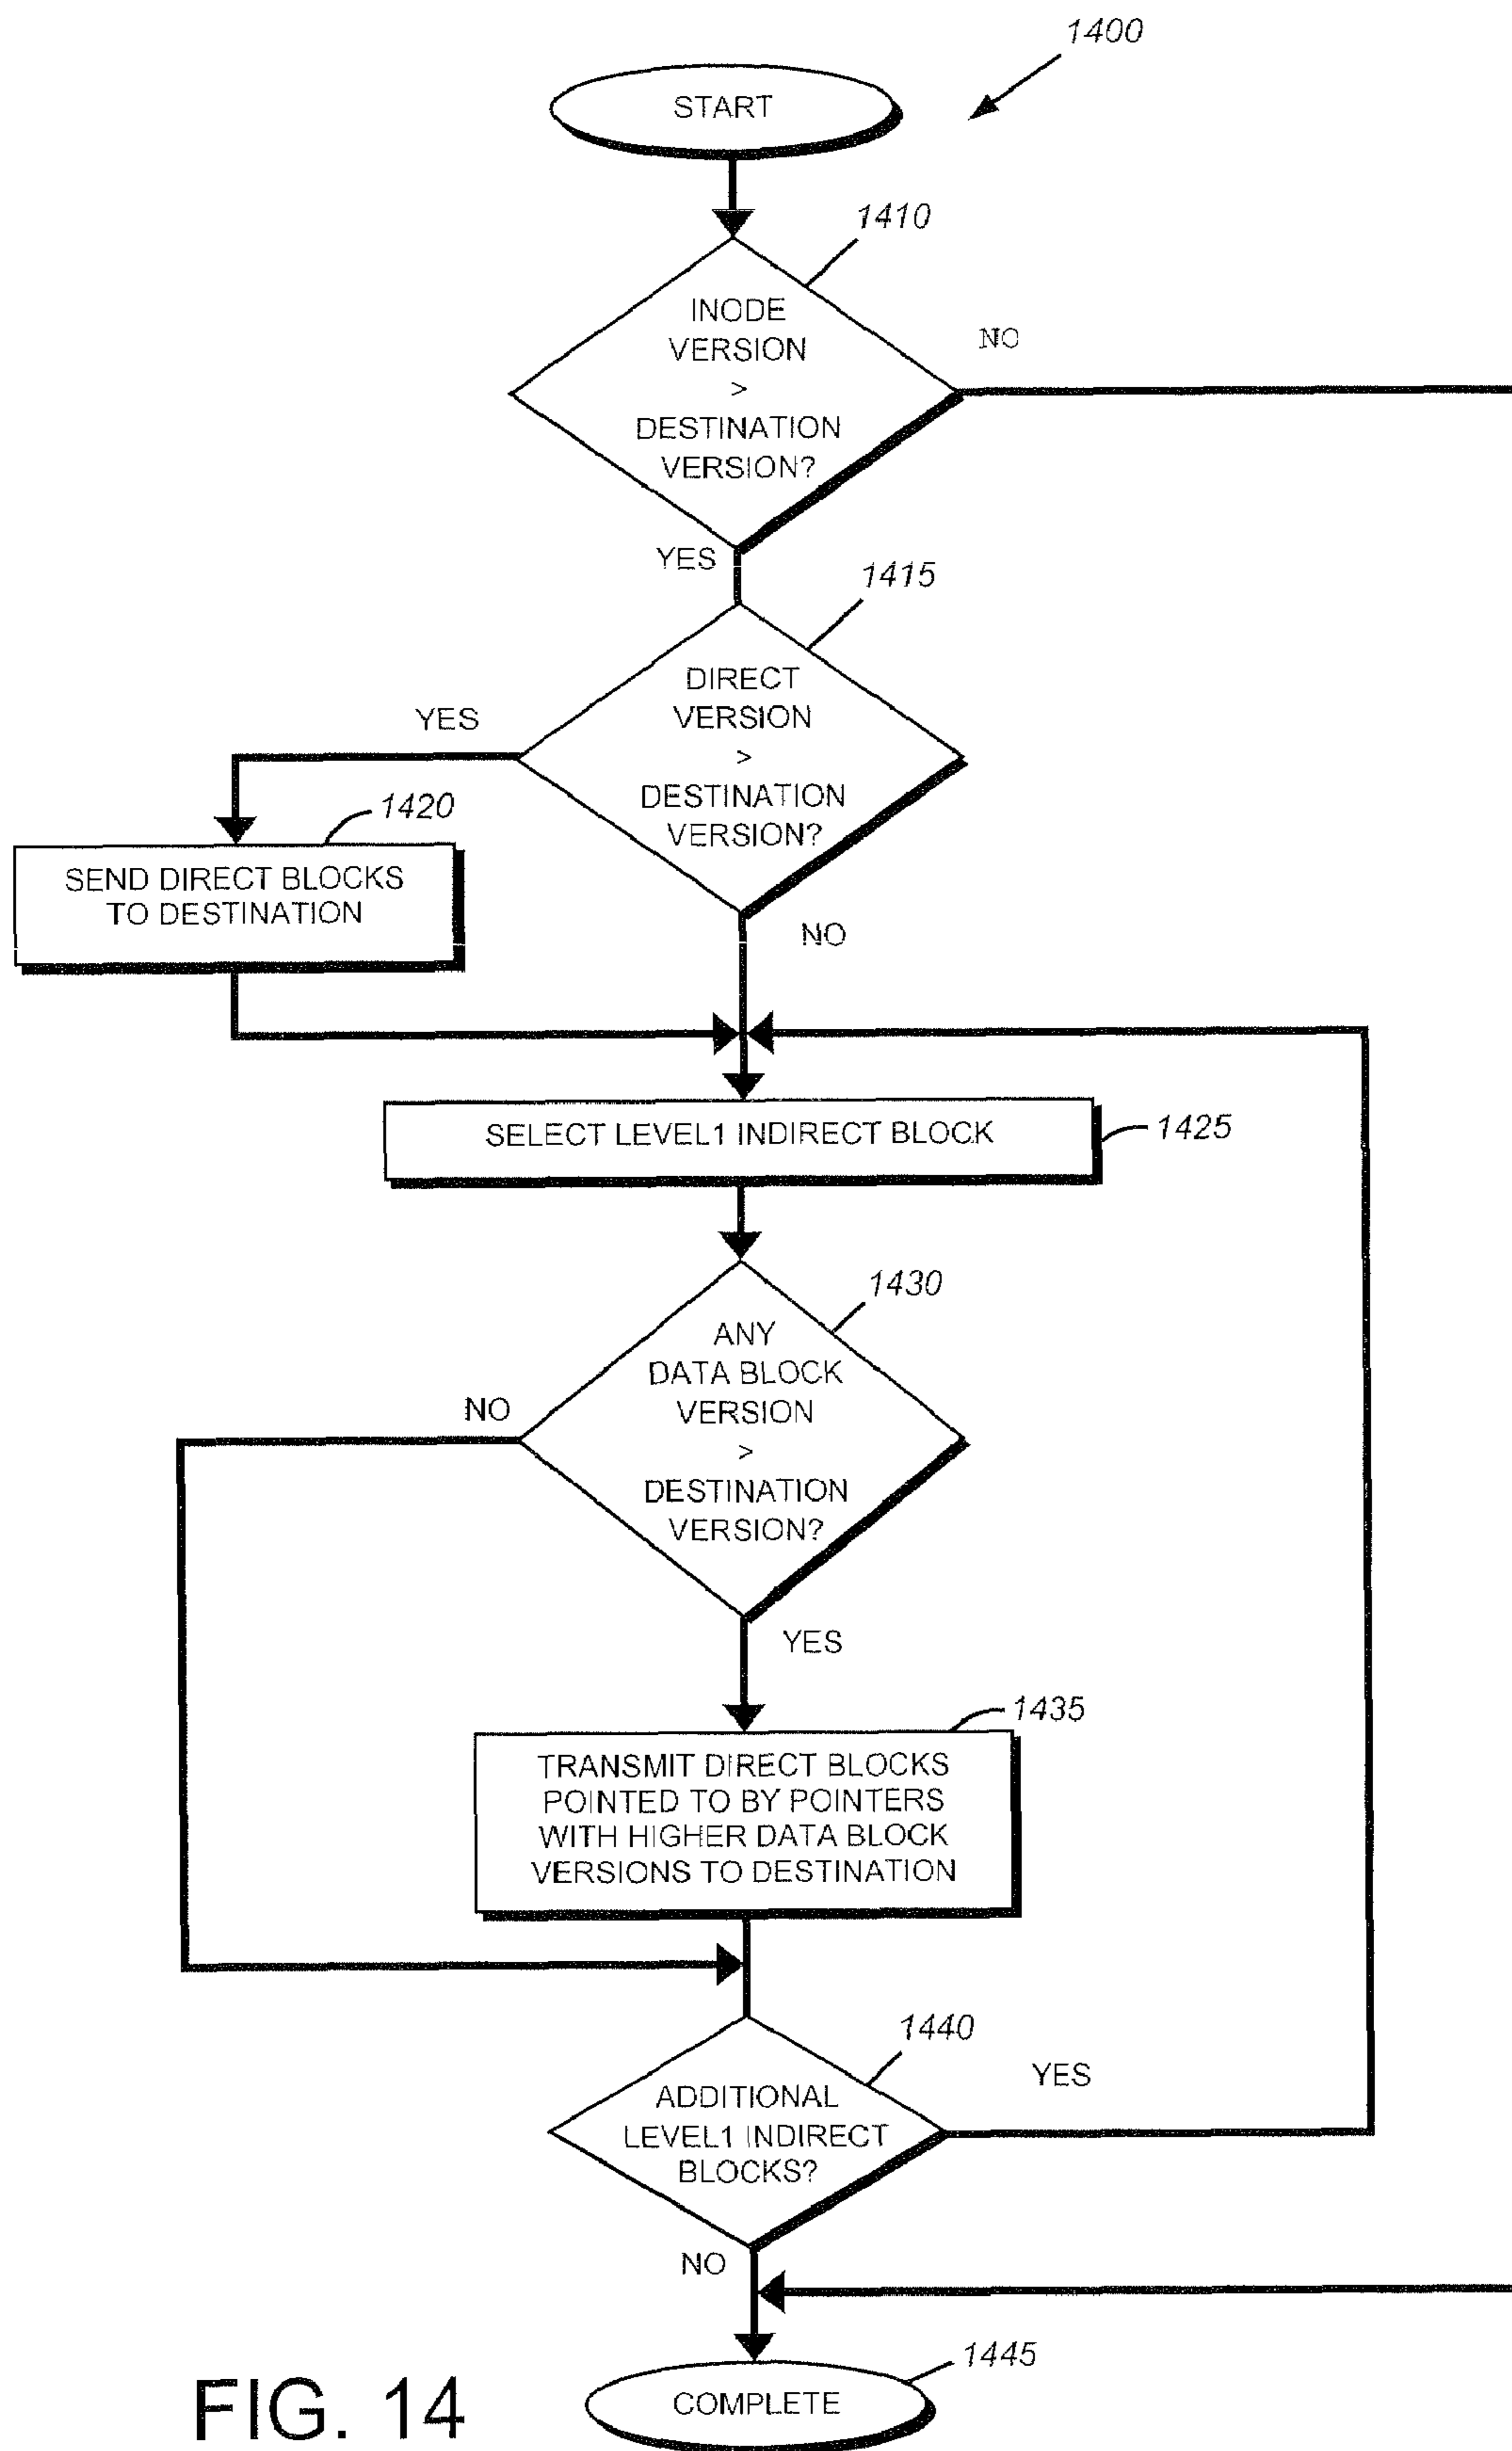 1400
START
1410
INODE
VERSION
>
DESTINATION
VERSION?
NO
YES
1415
DIRECT
VERSION
>
DESTINATION
VERSION?
YES
1420
SEND DIRECT BLOCKS
TO DESTINATION
NO
SELECT LEVEL1 INDIRECT BLOCK
1425
1430
ANY
DATA BLOCK
VERSION
>
DESTINATION
VERSION?
NO
YES
1435
TRANSMIT DIRECT BLOCKS
POINTED TO BY POINTERS
WITH HIGHER DATA BLOCK
VERSIONS TO DESTINATION
1440
ADDITIONAL
LEVEL1 INDIRECT
BLOCKS?
YES
NO
1445
COMPLETE
FIG. 14